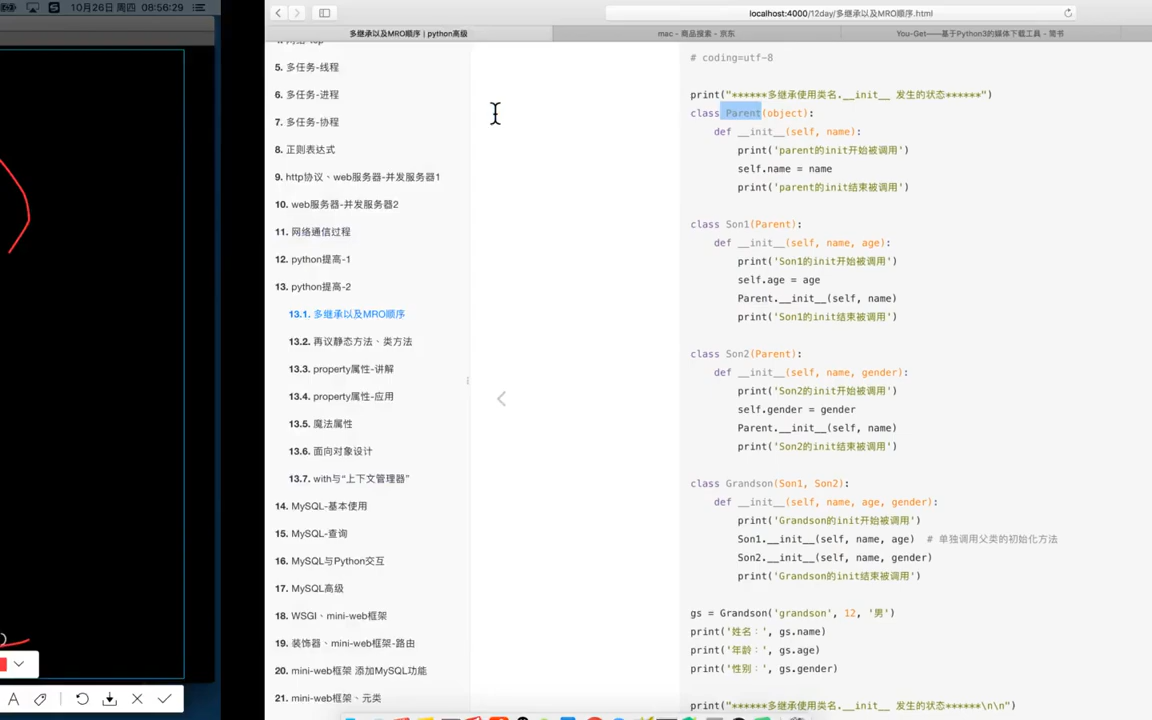 10月26日 周四 08:56:29
localhost:4000/12day/多继承以及MRO顺序.html
多继承以及MRO顺序 | python高级
mac - 商品搜索 - 京东
You-Get——基于Python3的媒体下载工具 - 简书
5. 多任务-线程
6. 多任务-进程
7. 多任务-协程
8. 正则表达式
9. http协议、web服务器-并发服务器1
10. web服务器-并发服务器2
11. 网络通信过程
12. python提高-1
13. python提高-2
13.1. 多继承以及MRO顺序
13.2. 再议静态方法、类方法
13.3. property属性-讲解
13.4. property属性-应用
13.5. 魔法属性
13.6. 面向对象设计
13.7. with与“上下文管理器”
14. MySQL-基本使用
15. MySQL-查询
16. MySQL与Python交互
17. MySQL高级
18. WSGI、mini-web框架
19. 装饰器、mini-web框架-路由
20. mini-web框架 添加MySQL功能
21. mini-web框架、元类
# coding=utf-8
print("******多继承使用类名.__init__ 发生的状态******")
class Parent(object):
def __init__(self, name):
print('parent的init开始被调用')
self.name = name
print('parent的init结束被调用')
class Son1(Parent):
def __init__(self, name, age):
print('Son1的init开始被调用')
self.age = age
Parent.__init__(self, name)
print('Son1的init结束被调用')
class Son2(Parent):
def __init__(self, name, gender):
print('Son2的init开始被调用')
self.gender = gender
Parent.__init__(self, name)
print('Son2的init结束被调用')
class Grandson(Son1, Son2):
def __init__(self, name, age, gender):
print('Grandson的init开始被调用')
Son1.__init__(self, name, age)  # 单独调用父类的初始化方法
Son2.__init__(self, name, gender)
print('Grandson的init结束被调用')
gs = Grandson('grandson', 12, '男')
print('姓名：', gs.name)
print('年龄：', gs.age)
print('性别：', gs.gender)
print("******多继承使用类名.__init__ 发生的状态******\n\n")